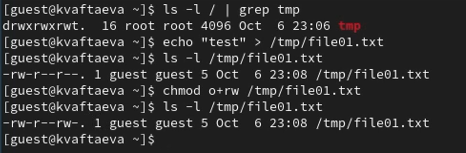 [guest@kvaftaeva ~]$ ls -l / | grep tmp
drwxrwxrwt.  16 root root 4096 Oct  6 23:06 tmp
[guest@kvaftaeva ~]$ echo "test" > /tmp/file01.txt
[guest@kvaftaeva ~]$ ls -l /tmp/file01.txt
-rw-r--r--. 1 guest guest 5 Oct  6 23:08 /tmp/file01.txt
[guest@kvaftaeva ~]$ chmod o+rw /tmp/file01.txt
[guest@kvaftaeva ~]$ ls -l /tmp/file01.txt
-rw-r--rw-. 1 guest guest 5 Oct  6 23:08 /tmp/file01.txt
[guest@kvaftaeva ~]$